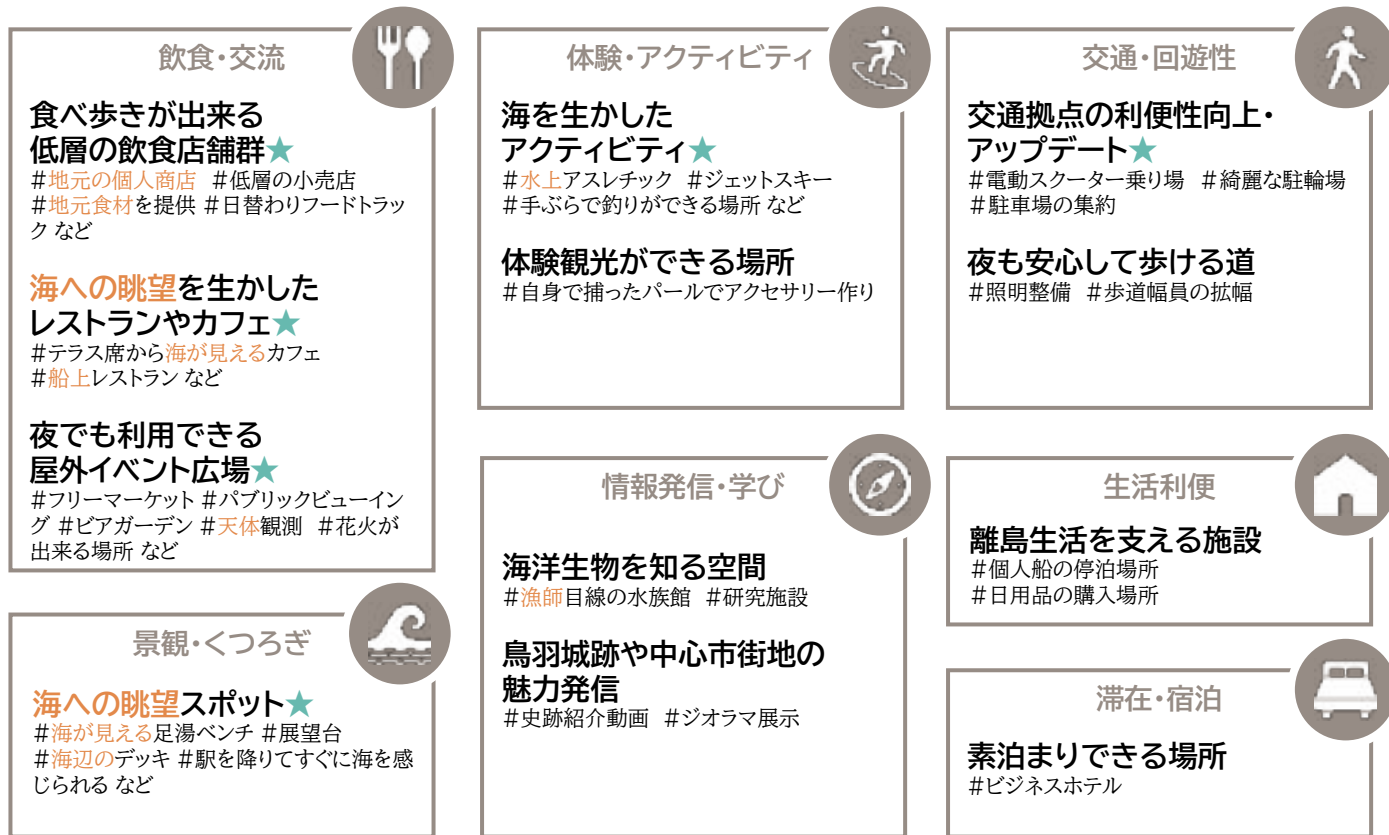 飲食・交流
食べ歩きが出来る
低層の飲食店舗群★
#地元の個人商店 #低層の小売店
#地元食材を提供 #日替わりフードトラッ
ク など
海への眺望を生かした
レストランやカフェ★
#テラス席から海が見えるカフェ
#船上レストラン など
夜でも利用できる
屋外イベント広場★
#フリーマーケット #パブリックビューイン
グ #ビアガーデン #天体観測 #花火が
出来る場所 など
景観・くつろぎ
海への眺望スポット★
#海が見える足湯ベンチ #展望台
#海辺のデッキ #駅を降りてすぐに海を感
じられる など
体験・アクティビティ
海を生かした
アクティビティ★
#水上アスレチック #ジェットスキー
#手ぶらで釣りができる場所 など
体験観光ができる場所
#自身で捕ったパールでアクセサリー作り
情報発信・学び
海洋生物を知る空間
#漁師目線の水族館 #研究施設
鳥羽城跡や中心市街地の
魅力発信
#史跡紹介動画 #ジオラマ展示
交通・回遊性
交通拠点の利便性向上・
アップデート★
#電動スクーター乗り場 #綺麗な駐輪場
#駐車場の集約
夜も安心して歩ける道
#照明整備 #歩道幅員の拡幅
生活利便
離島生活を支える施設
#個人船の停泊場所
#日用品の購入場所
滞在・宿泊
素泊まりできる場所
#ビジネスホテル